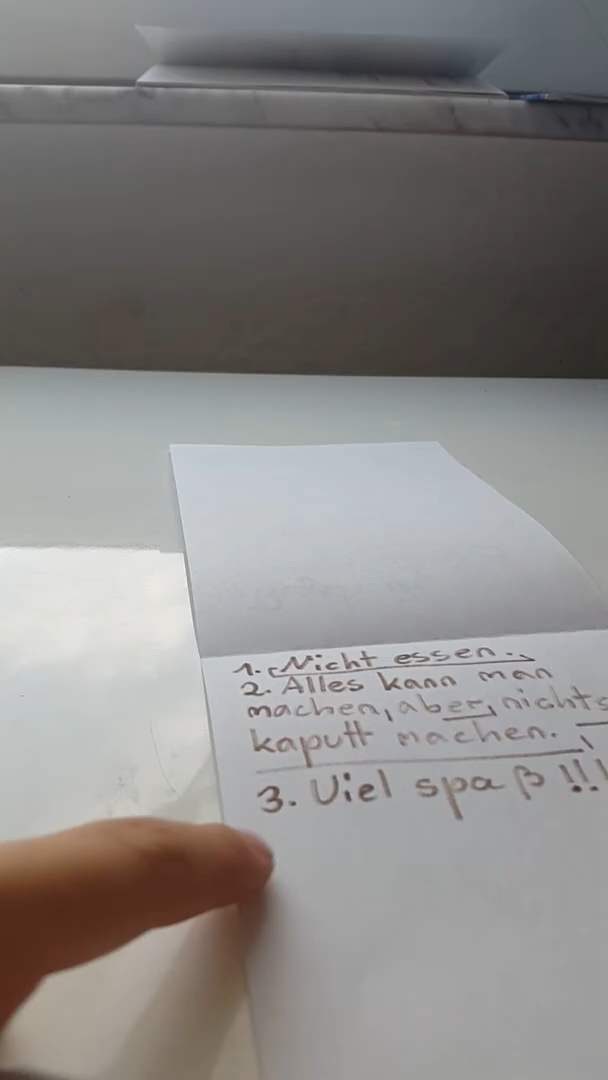 1. Nicht essen.
2. Alles kann man
machen, aber, nichts
kaputt machen.
3. Viel spaß!!!